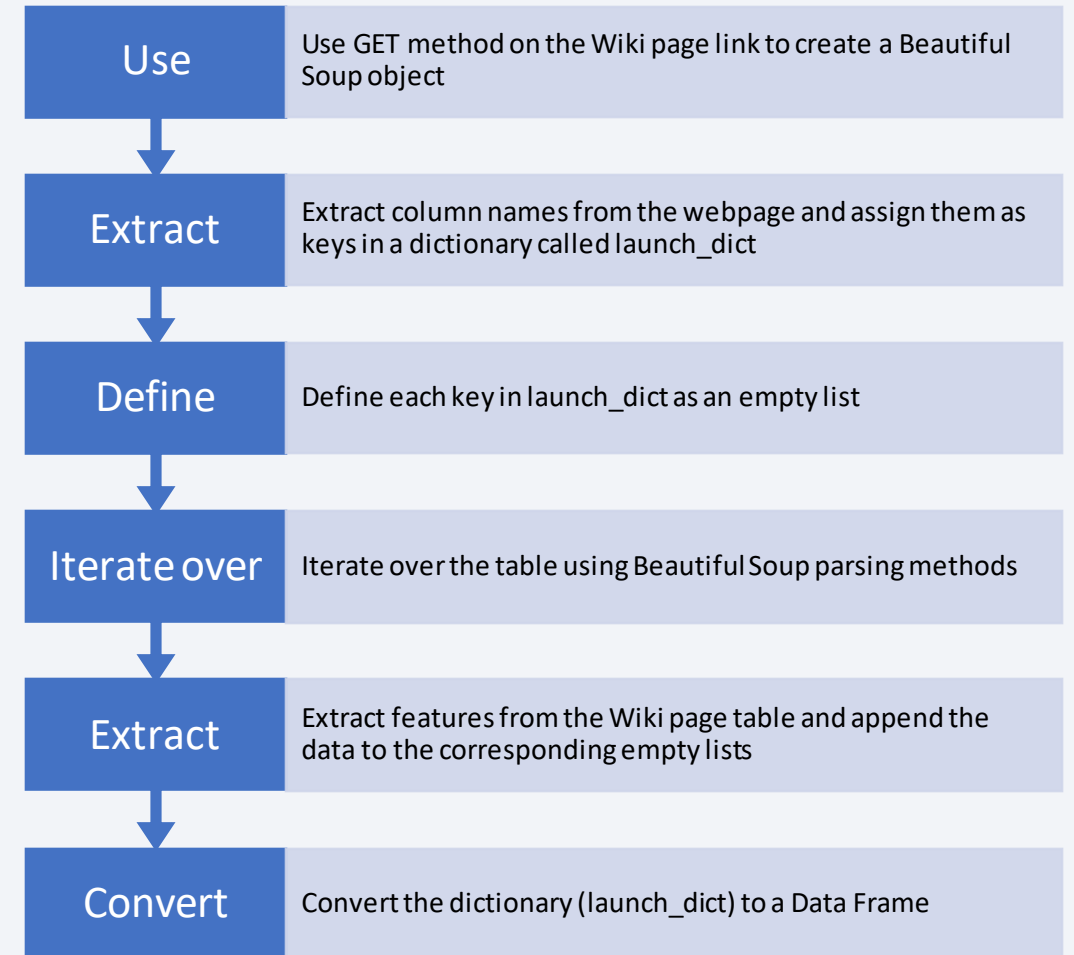 Use
Use GET method on the Wiki page link to create a Beautiful
Soup object
Extract
Extract column names from the webpage and assign them as
keys in a dictionary called launch_dict
Define
Define each key in launch_dict as an empty list
Iterate over
Iterate over the table using Beautiful Soup parsing methods
Extract
Extract features from the Wiki page table and append the
data to the corresponding empty lists
Convert
Convert the dictionary (launch_dict) to a Data Frame